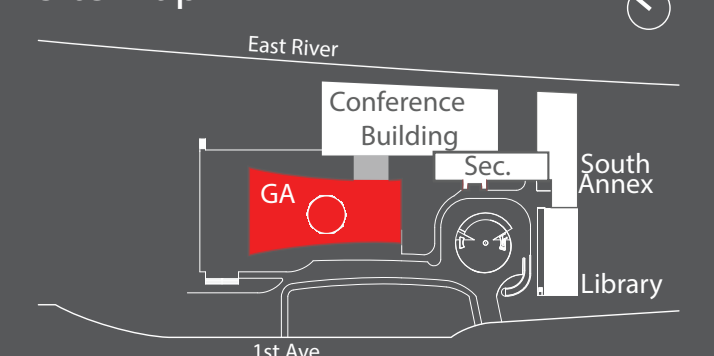 East River
Conference
Building
Sec.
South
Annex
GA
Library
1st Ave